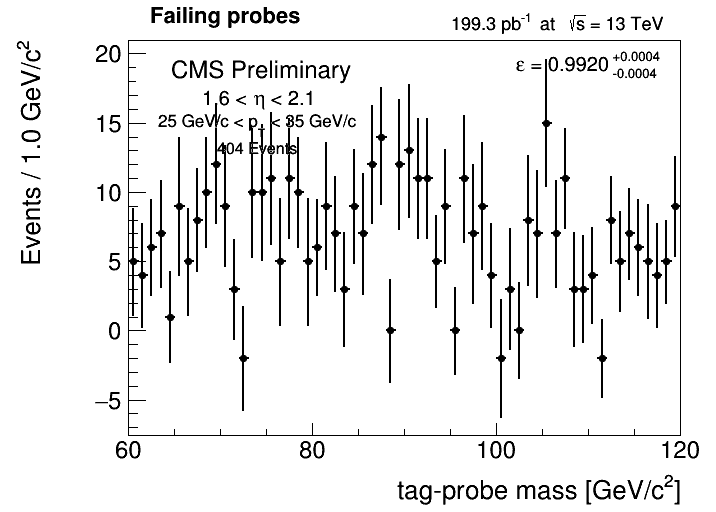 Failing probes
199.3 pb⁻¹ at √s = 13 TeV
CMS Preliminary
ε = 0.9920 +0.0004 -0.0004
1.6 < η < 2.1
25 GeV/c < pT < 35 GeV/c
404 Events
Events / 1.0 GeV/c²
20
15
10
5
0
−5
60 80 100 120
tag-probe mass [GeV/c²]